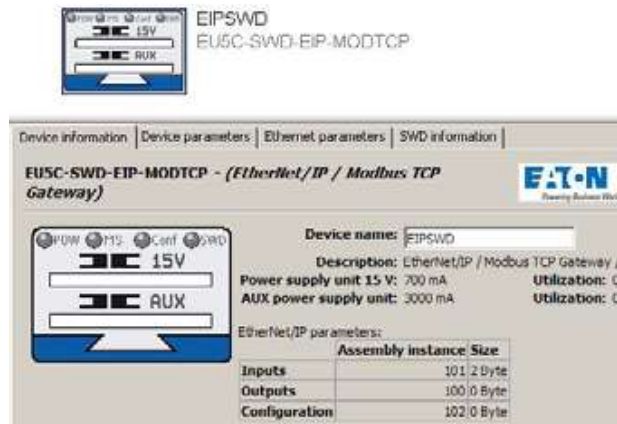 POW MS Conf SWD
15V
AUX
EIPSWD
EU5C-SWD-EIP-MODTCP
Device information
Device parameters
Ethernet parameters
SWD information
EU5C-SWD-EIP-MODTCP - (EtherNet/IP / Modbus TCP
Gateway)
EATON
Powering Business
POW MS Conf SWD
15V
AUX
Device name: EIPSWD
Description: EtherNet/IP / Modbus TCP Gateway /
Power supply unit 15 V: 700 mA Utilization:
AUX power supply unit: 3000 mA Utilization:
EtherNet/IP parameters:
Assembly instance Size
Inputs 101 2 Byte
Outputs 100 0 Byte
Configuration 102 0 Byte